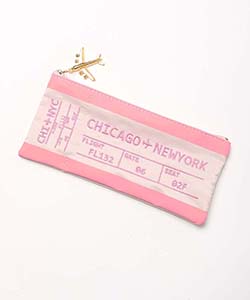 CHI✈NYC
CHICAGO✈NEWYORK
FLIGHT
FL132
GATE
06
SEAT
02F